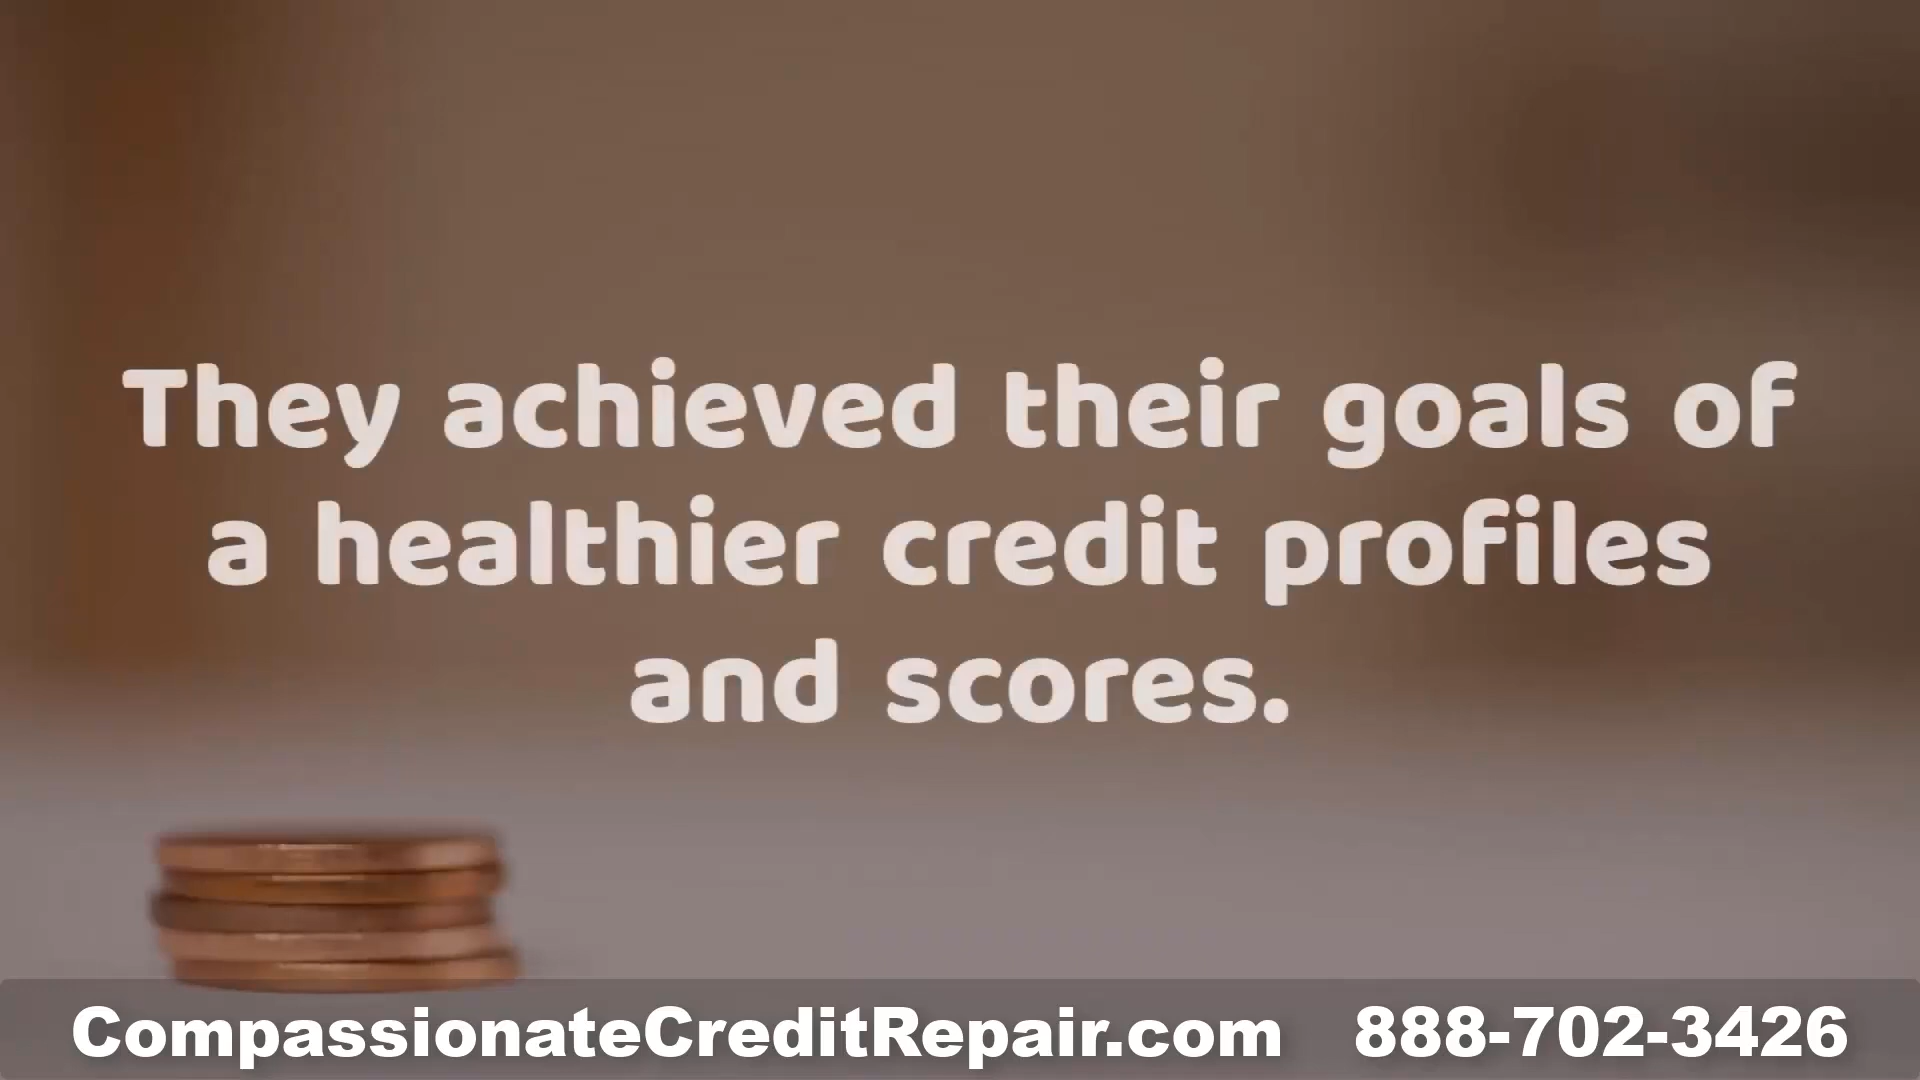 They achieved their goals of
a healthier credit profiles
and scores.
CompassionateCreditRepair.com 888-702-3426